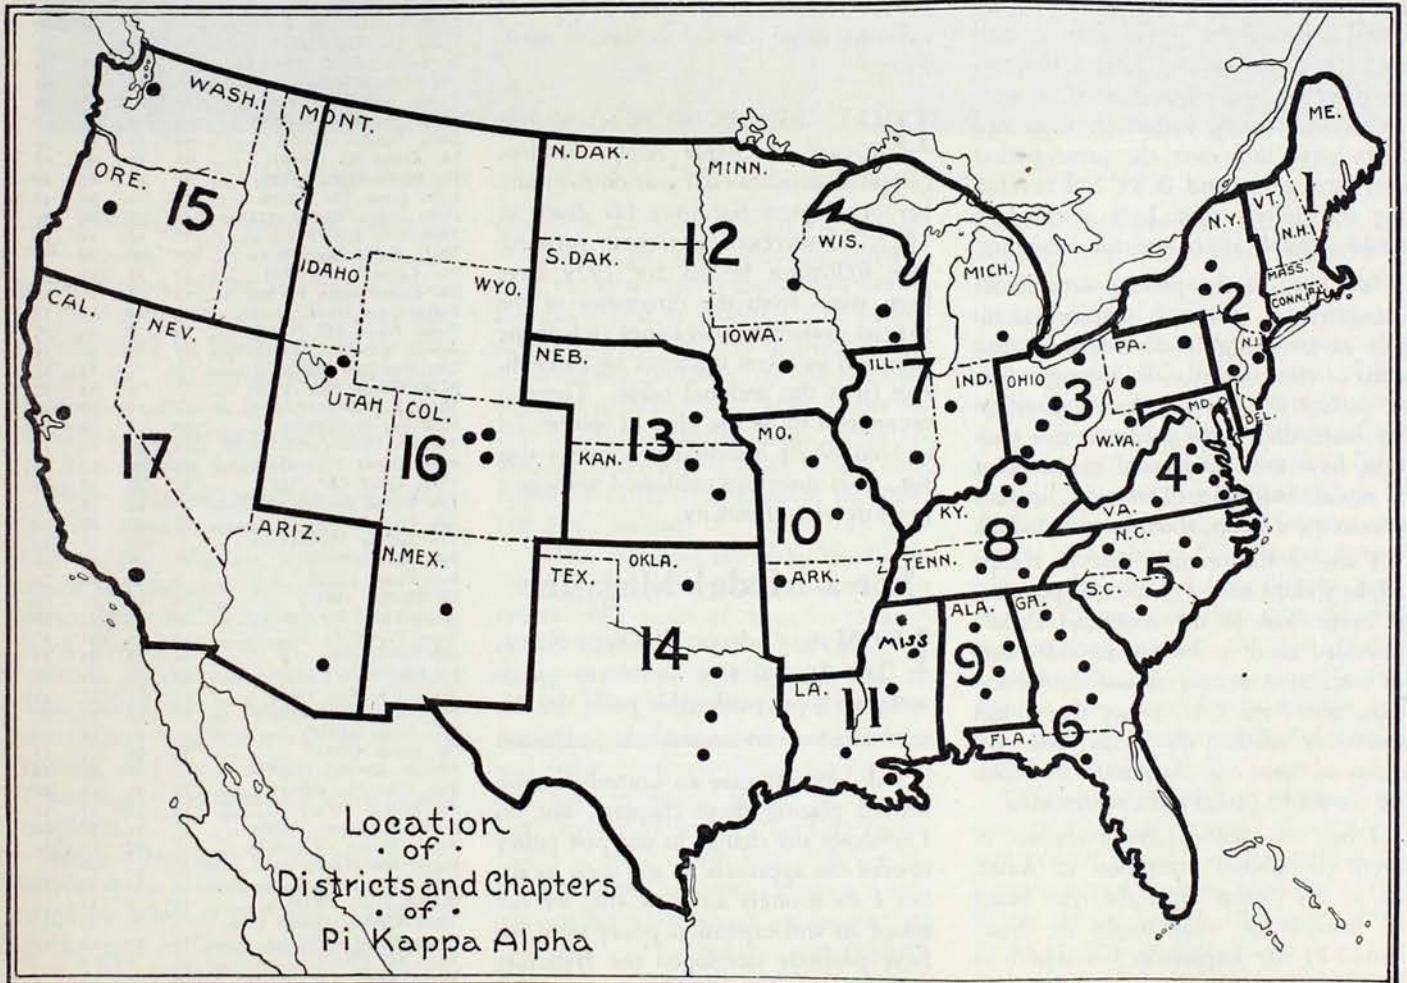 ME.
WASH.
MONT.
N. DAK.
MINN.
1
VT.
ORE.
15
N.Y.
N.H.
12
WIS.
S. DAK.
MICH.
IDAHO
WYO.
MASS.
CONN.
R.I.
2
CAL.
NEV.
IOWA.
N.J.
PA.
NEB.
ILL.
7
IND.
OHIO
UTAH
COL.
3
MD.
DEL.
17
16
13
MO.
W.VA.
KAN.
4
10
KY.
VA.
ARIZ.
N.MEX.
OKLA.
TEX.
ARK.
TENN.
8
N.C.
5
S.C.
ALA.
GA.
MISS
14
9
LA.
11
6
FLA.
Location
· of ·
Districts and Chapters
· of ·
Pi Kappa Alpha